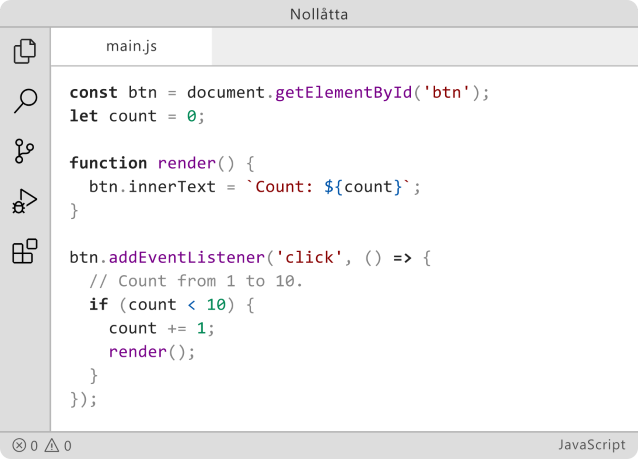 Nollåtta
main.js
const btn = document.getElementById('btn');
let count = 0;
function render() {
  btn.innerText = `Count: ${count}`;
}
btn.addEventListener('click', () => {
  // Count from 1 to 10.
  if (count < 10) {
    count += 1;
    render();
  }
});
0 0
JavaScript